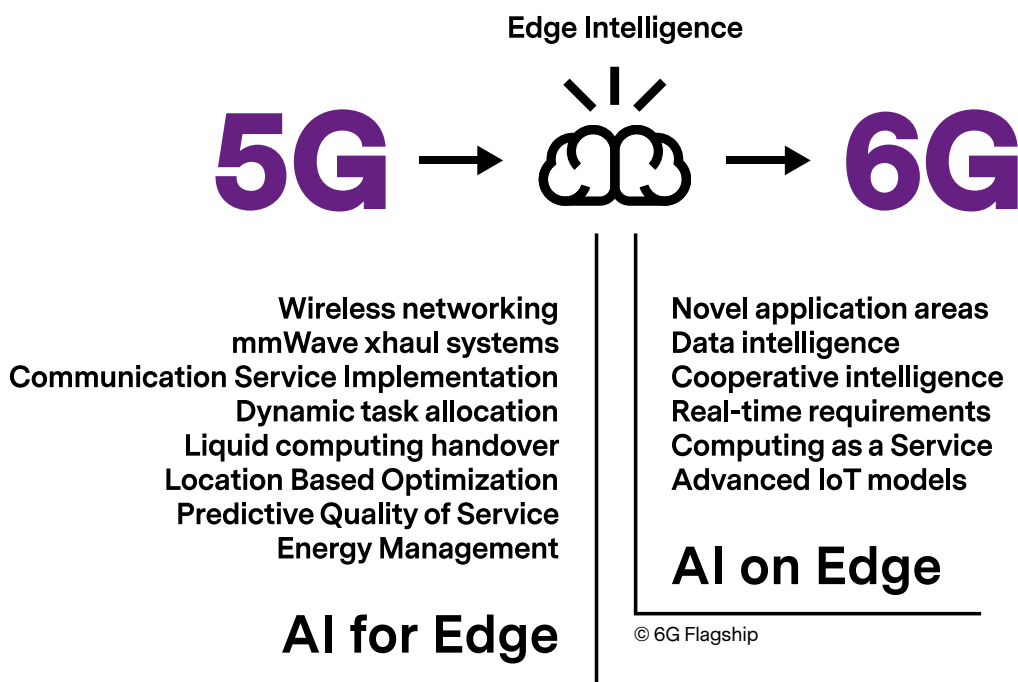 Edge Intelligence
5G
6G
Wireless networking
mmWave xhaul systems
Communication Service Implementation
Dynamic task allocation
Liquid computing handover
Location Based Optimization
Predictive Quality of Service
Energy Management
AI for Edge
Novel application areas
Data intelligence
Cooperative intelligence
Real-time requirements
Computing as a Service
Advanced IoT models
AI on Edge
© 6G Flagship